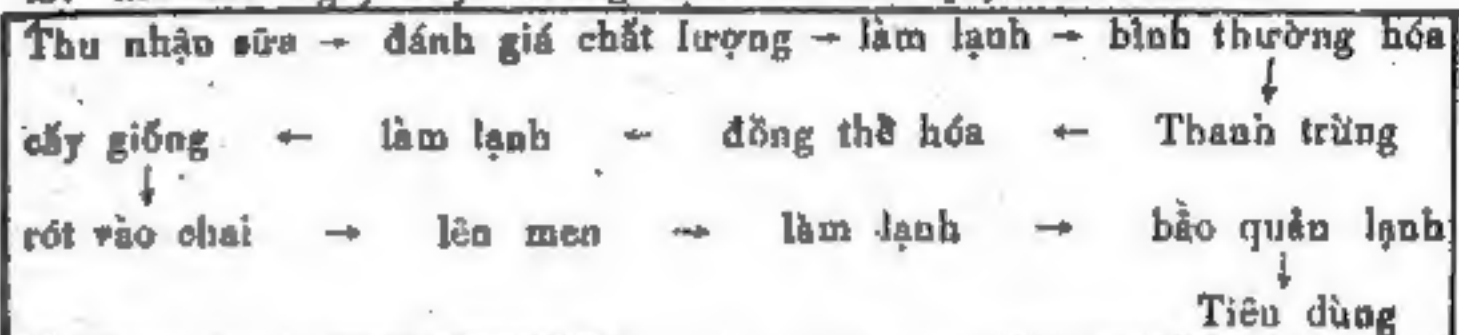 Thu nhận sữa → đánh giá chất lượng → làm lạnh → bình thường hóa
↓
cấy giống ← làm lạnh ← đồng thể hóa ← Thanh trùng
↓
rót vào chai → lên men → làm lạnh → bảo quản lạnh
↓
Tiêu dùng